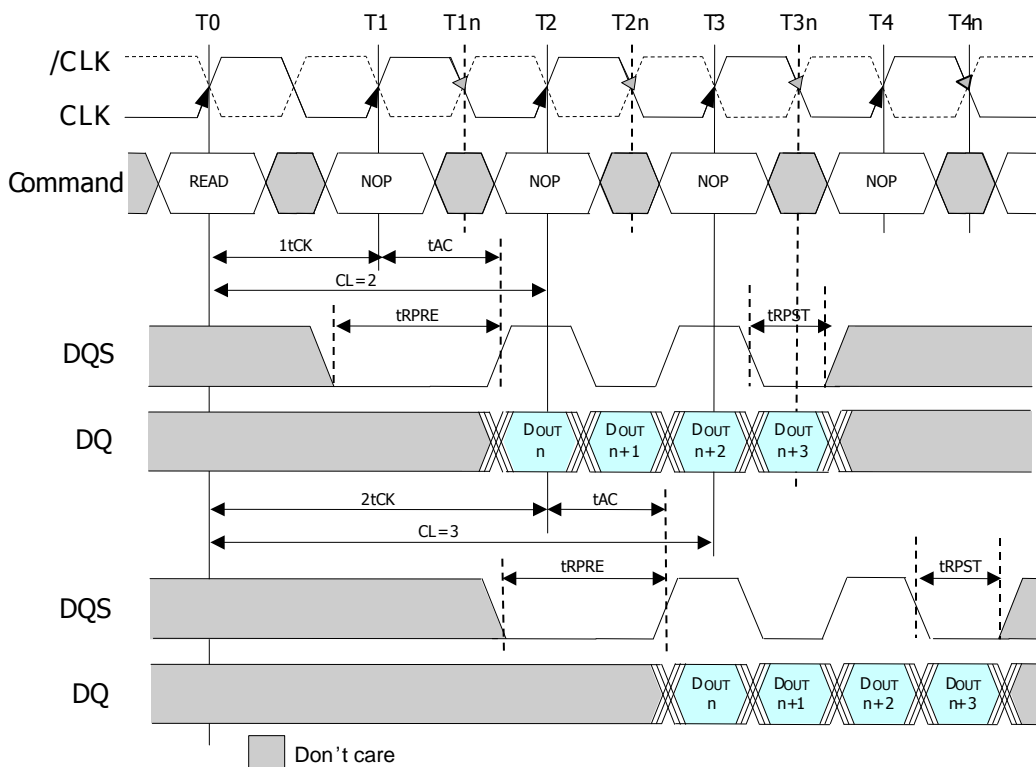 T0 T1 T1n T2 T2n T3 T3n T4 T4n
/CLK
CLK
Command READ NOP NOP NOP NOP
1tCK tAC
CL=2
tRPRE tRPST
DQS
DQ
DOUT n
DOUT n+1
DOUT n+2
DOUT n+3
2tCK tAC
CL=3
tRPRE tRPST
DQS
DQ
DOUT n
DOUT n+1
DOUT n+2
DOUT n+3
Don't care